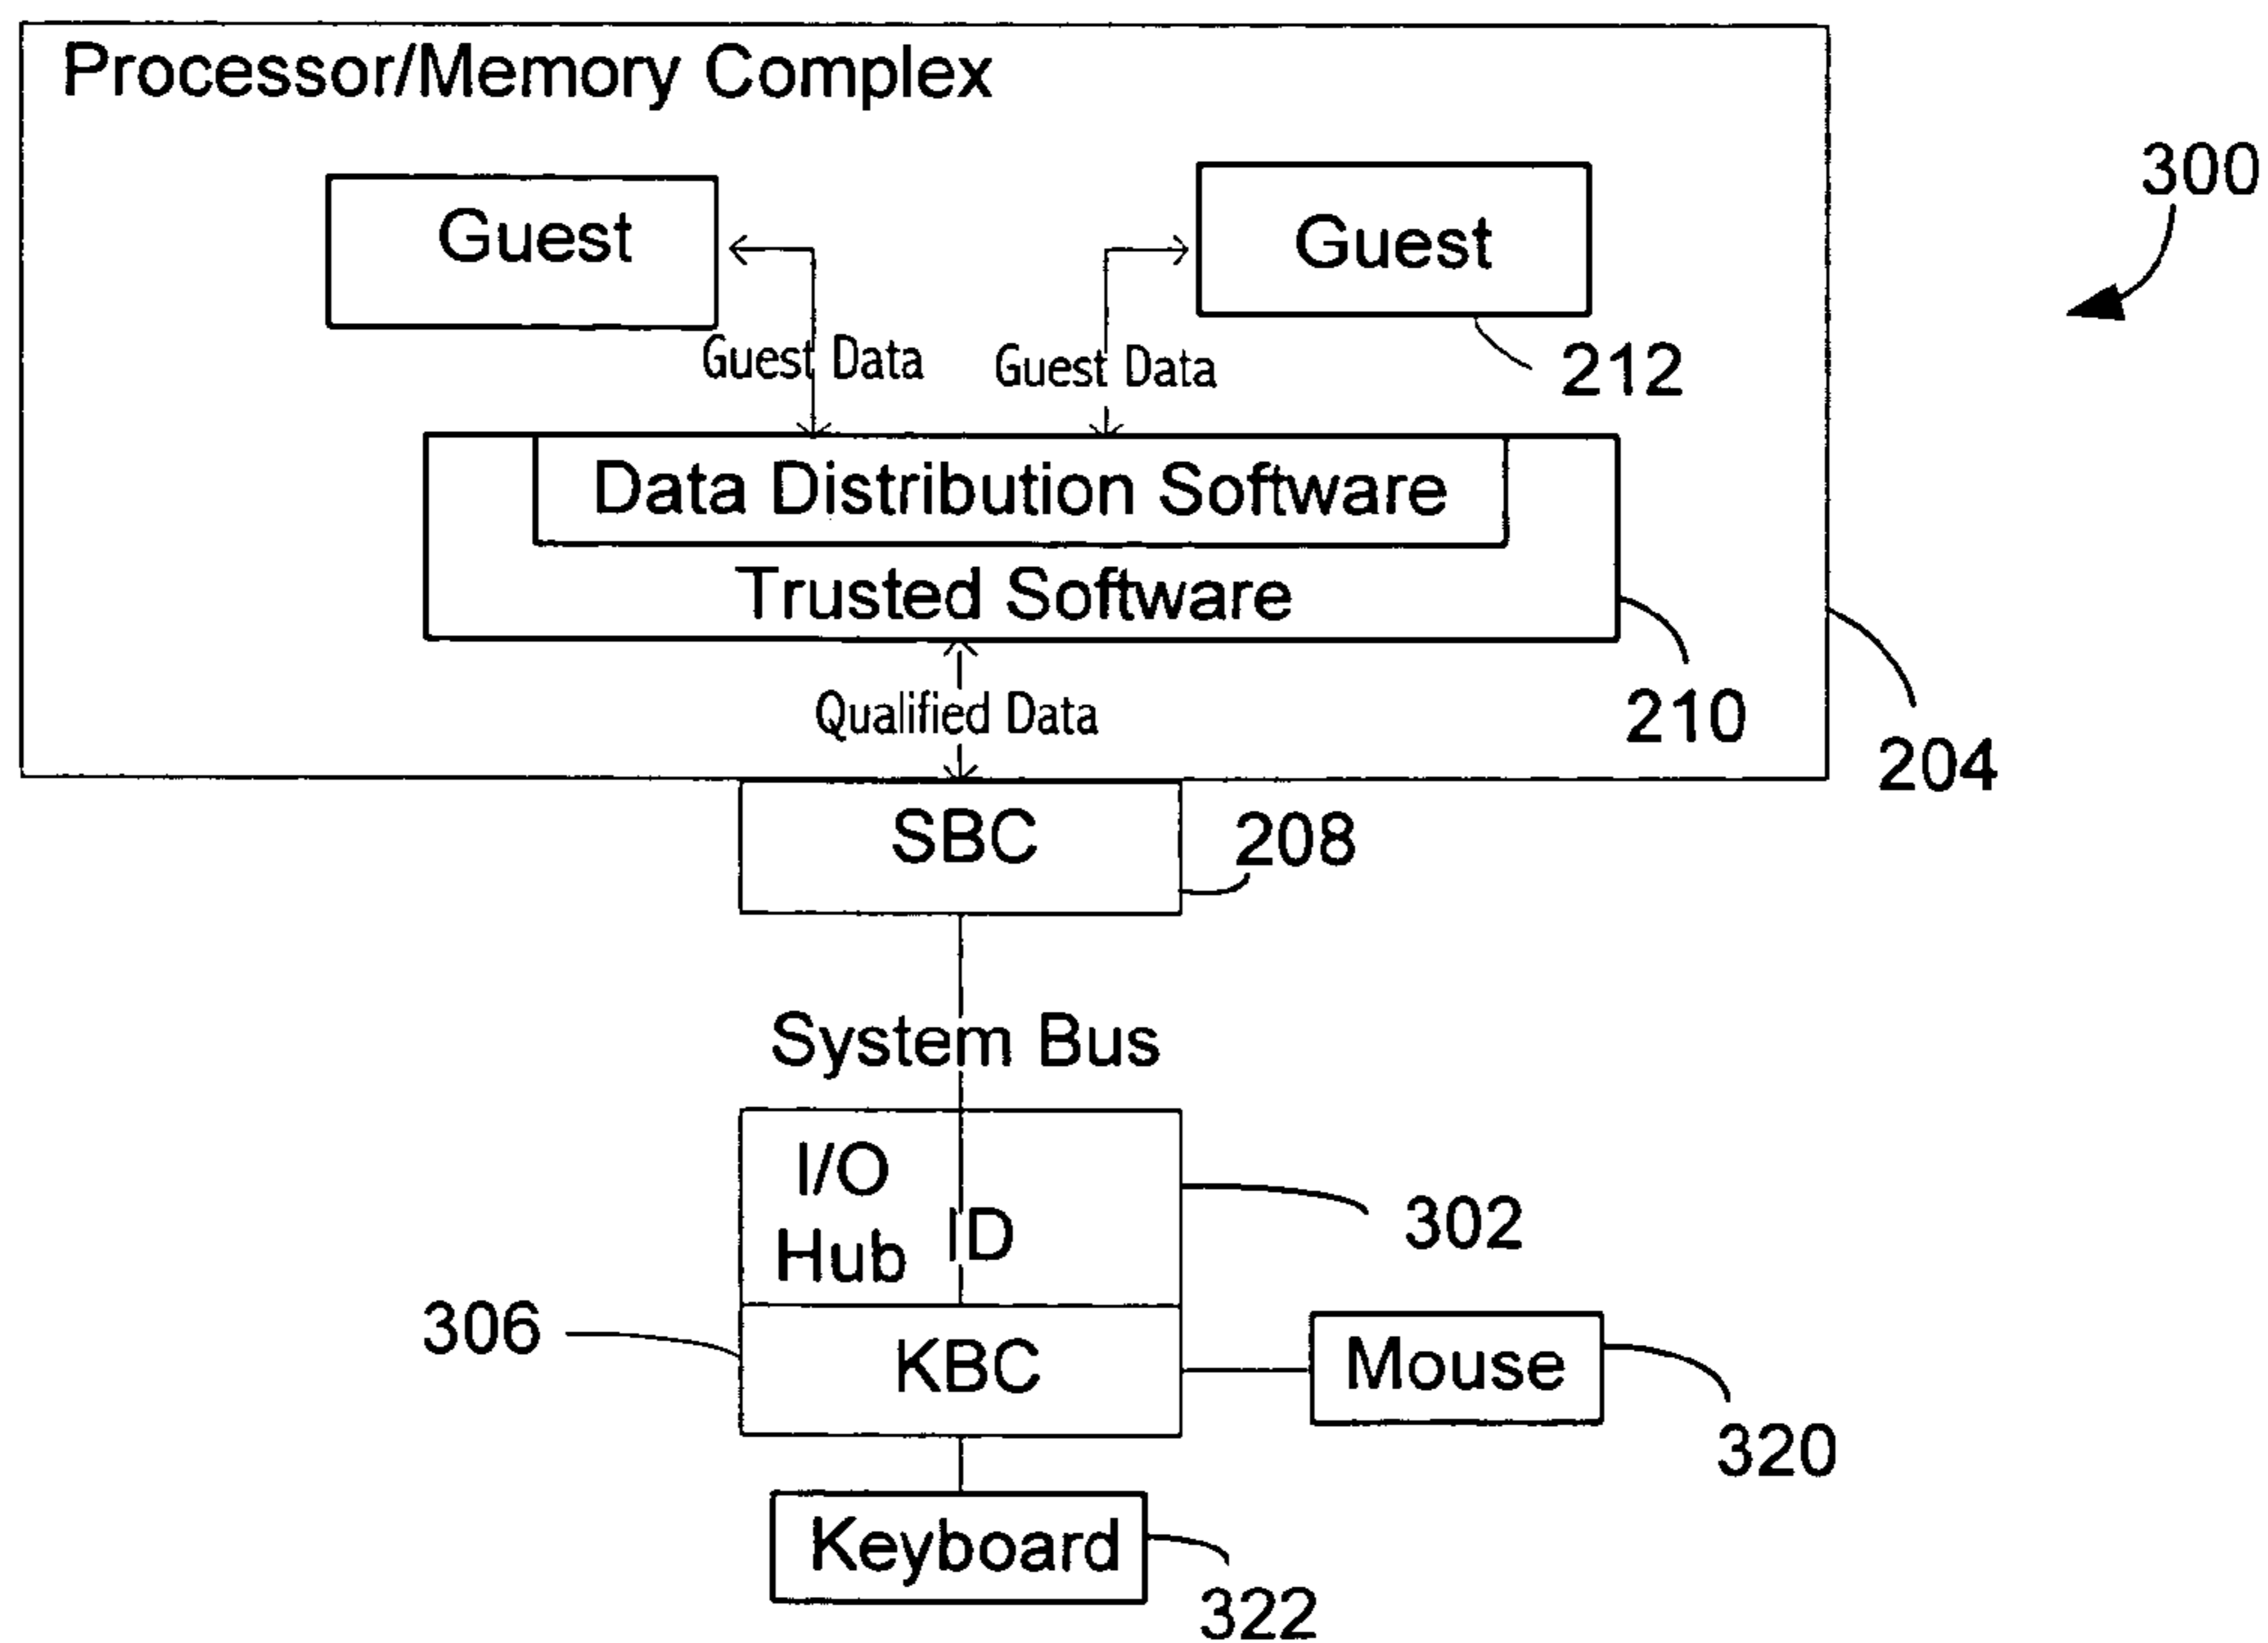 Processor/Memory Complex
300
Guest
Guest
Guest Data
Guest Data
212
Data Distribution Software
Trusted Software
210
Qualified Data
204
SBC
208
System Bus
I/O
Hub
ID
302
306
KBC
Mouse
320
Keyboard
322